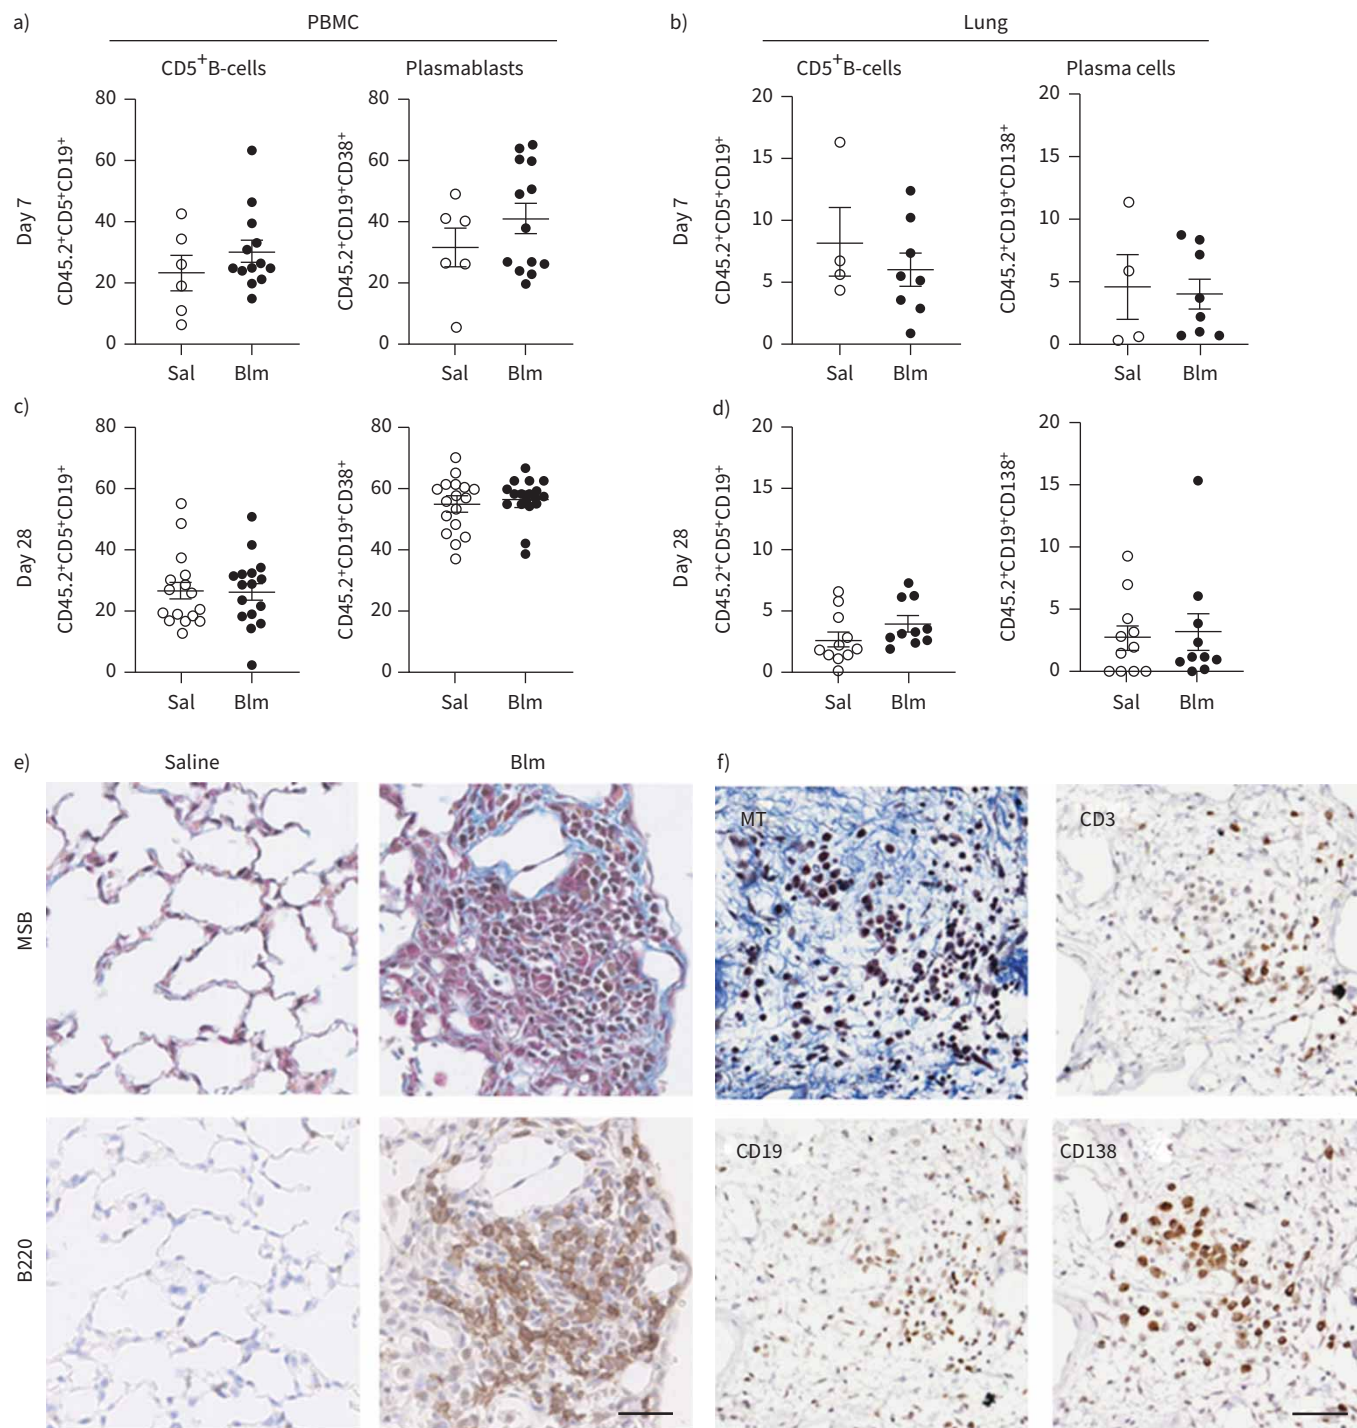 a) PBMC
CD5+B-cells Plasmablasts
Day 7
CD45.2+CD5+CD19+
80
60
40
20
0
Sal Blm
CD45.2+CD19+CD38+
80
60
40
20
0
Sal Blm
b) Lung
CD5+B-cells Plasma cells
Day 7
CD45.2+CD5+CD19+
20
15
10
5
0
Sal Blm
CD45.2+CD19+CD138+
20
15
10
5
0
Sal Blm
c)
Day 28
CD45.2+CD5+CD19+
80
60
40
20
0
Sal Blm
CD45.2+CD19+CD38+
80
60
40
20
0
Sal Blm
d)
Day 28
CD45.2+CD5+CD19+
20
15
10
5
0
Sal Blm
CD45.2+CD19+CD138+
20
15
10
5
0
Sal Blm
e) Saline Blm
MSB
B220
f)
MT CD3
CD19 CD138